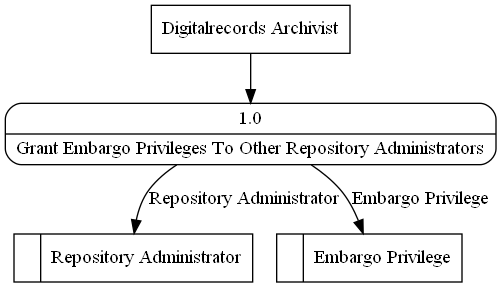 Digitalrecords Archivist
1.0
Grant Embargo Privileges To Other Repository Administrators
Repository Administrator
Embargo Privilege
Repository Administrator
Embargo Privilege